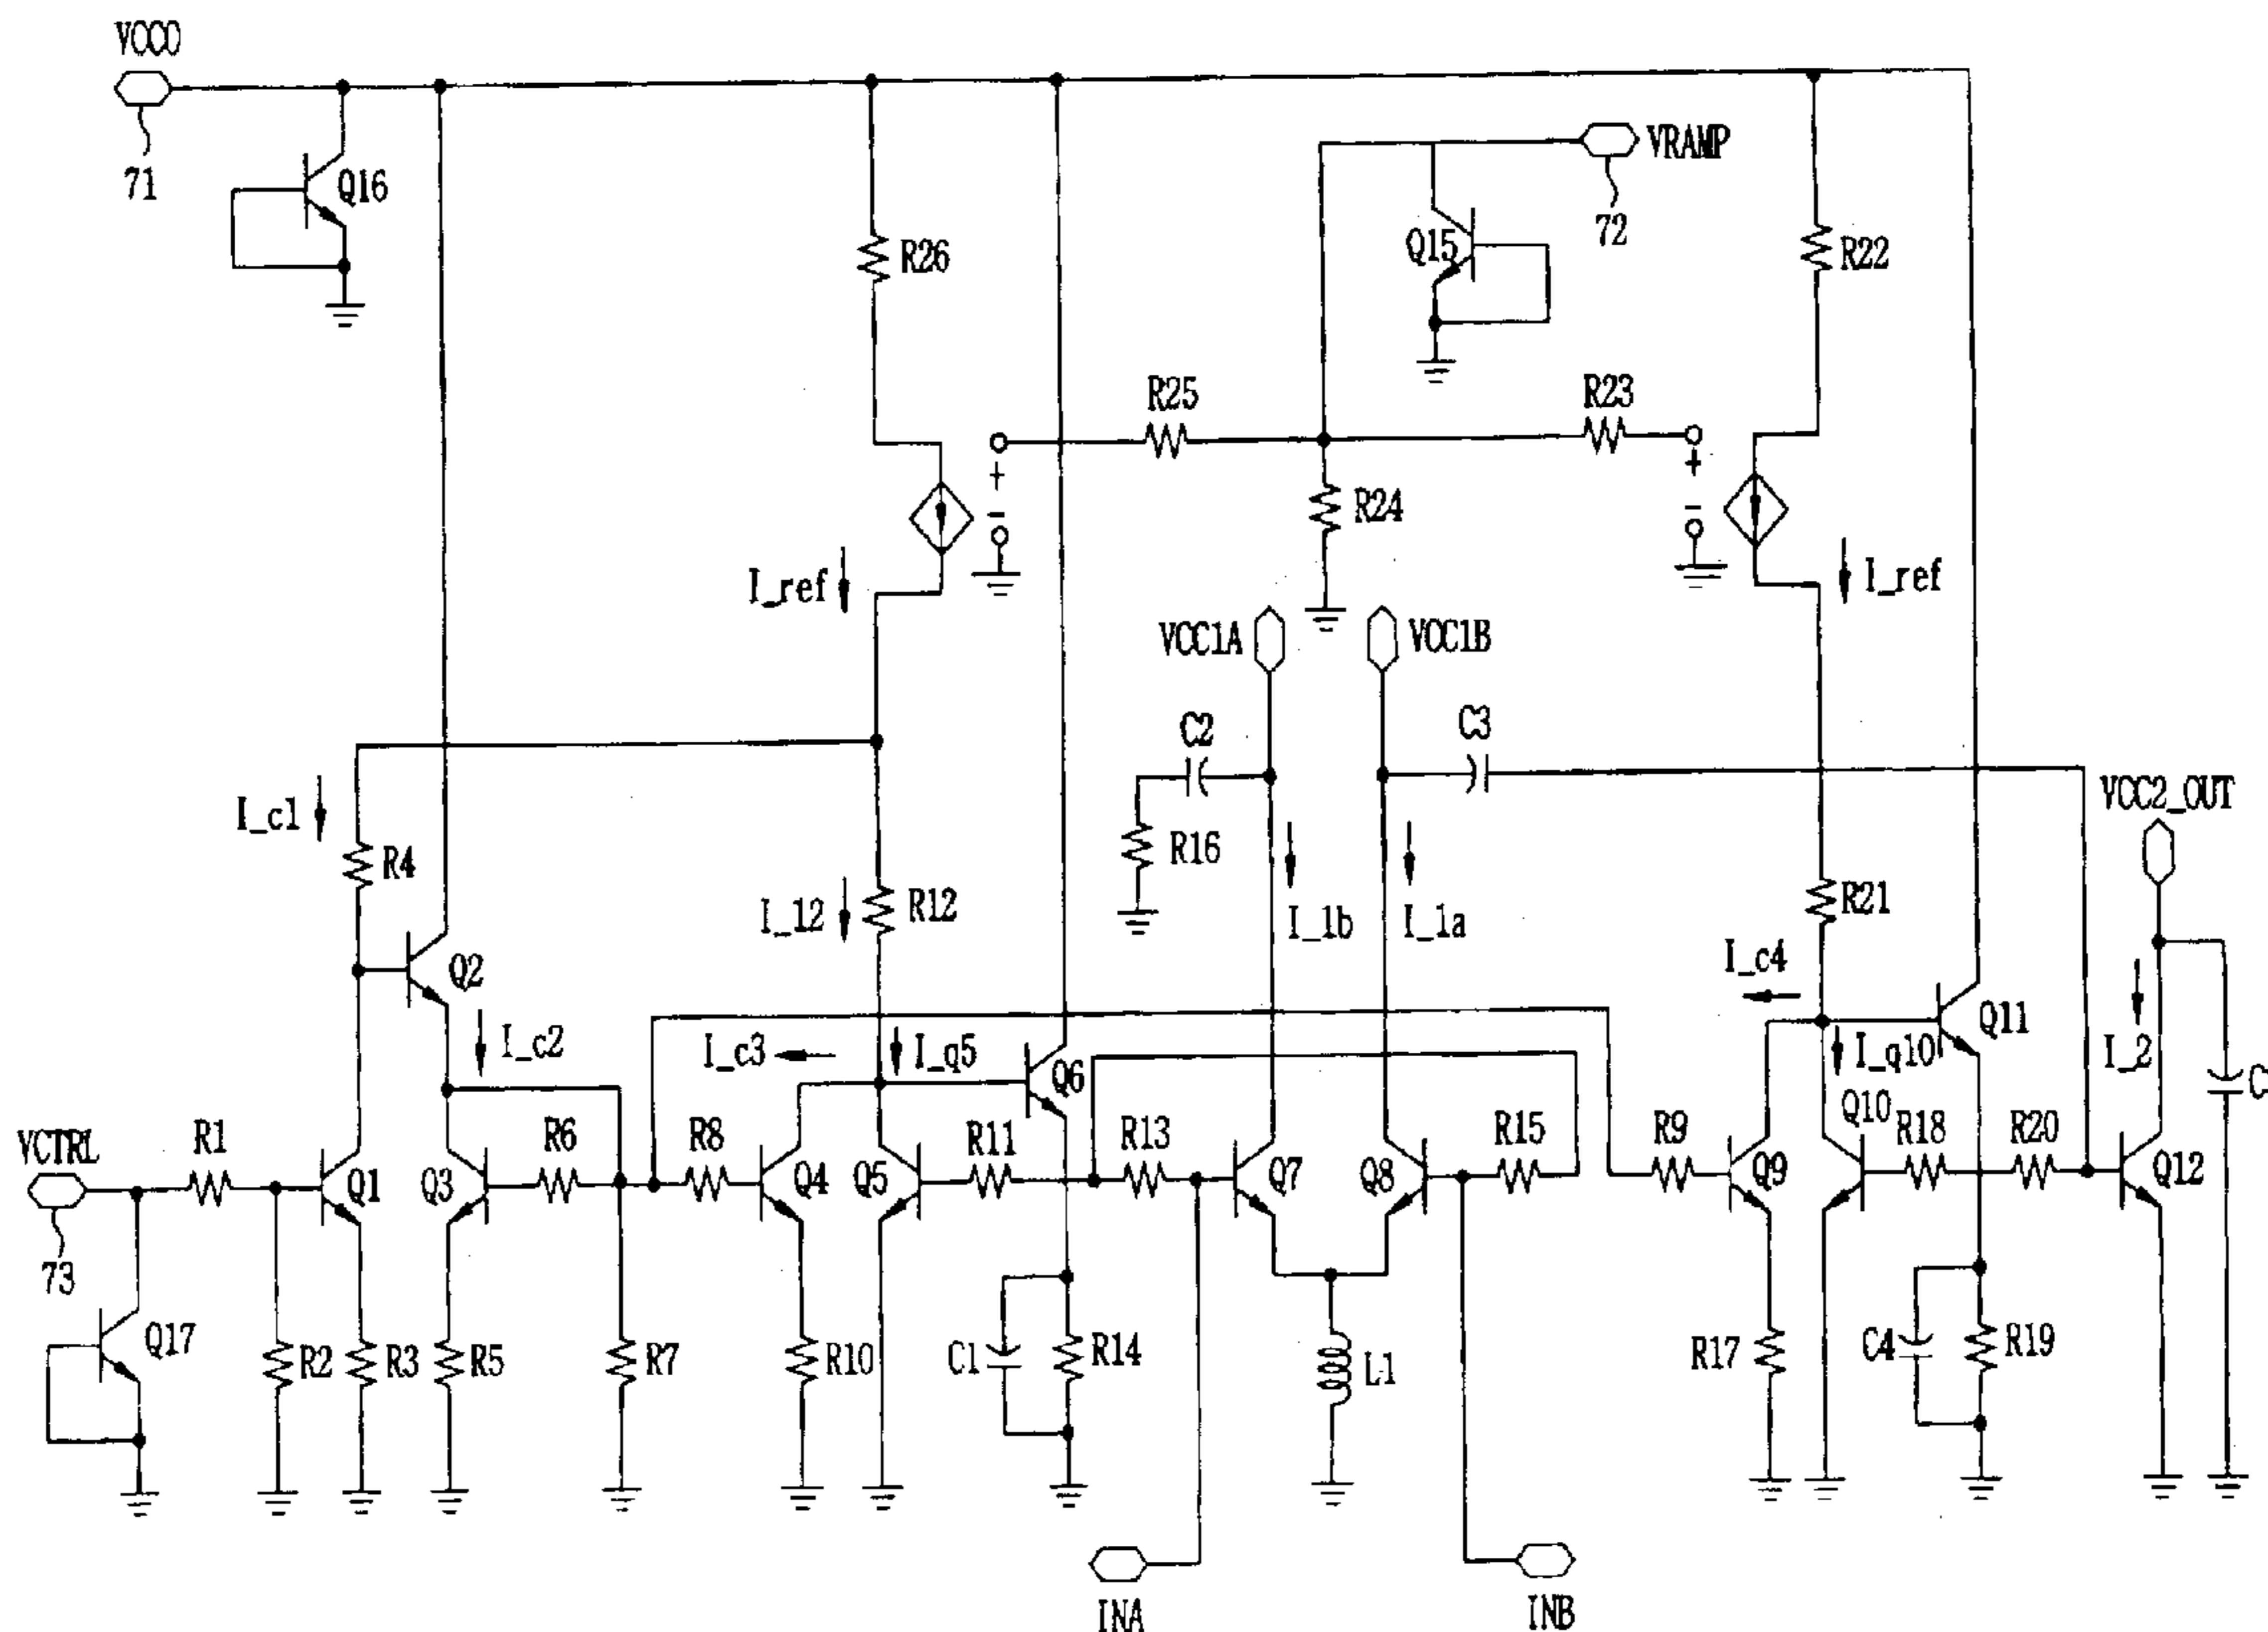 VCC0
71
Q16
R26
VRAMP
72
Q15
R22
R25
R23
+
-
R24
+
-
I_ref
I_ref
VCC1A
VCC1B
C2
C3
VCC2_OUT
I_c1
R4
R16
I_12
R12
I_1b
I_1a
R21
I_c4
Q2
I_c2
I_c3
I_q5
Q6
I_q10
Q11
I_2
C
VCTRL
R1
Q1
Q3
R6
R8
Q4
Q5
R11
R13
Q7
Q8
R15
R9
Q9
Q10
R18
R20
Q12
73
Q17
R2
R3
R5
R7
R10
C1
R14
L1
R17
C4
R19
INA
INB